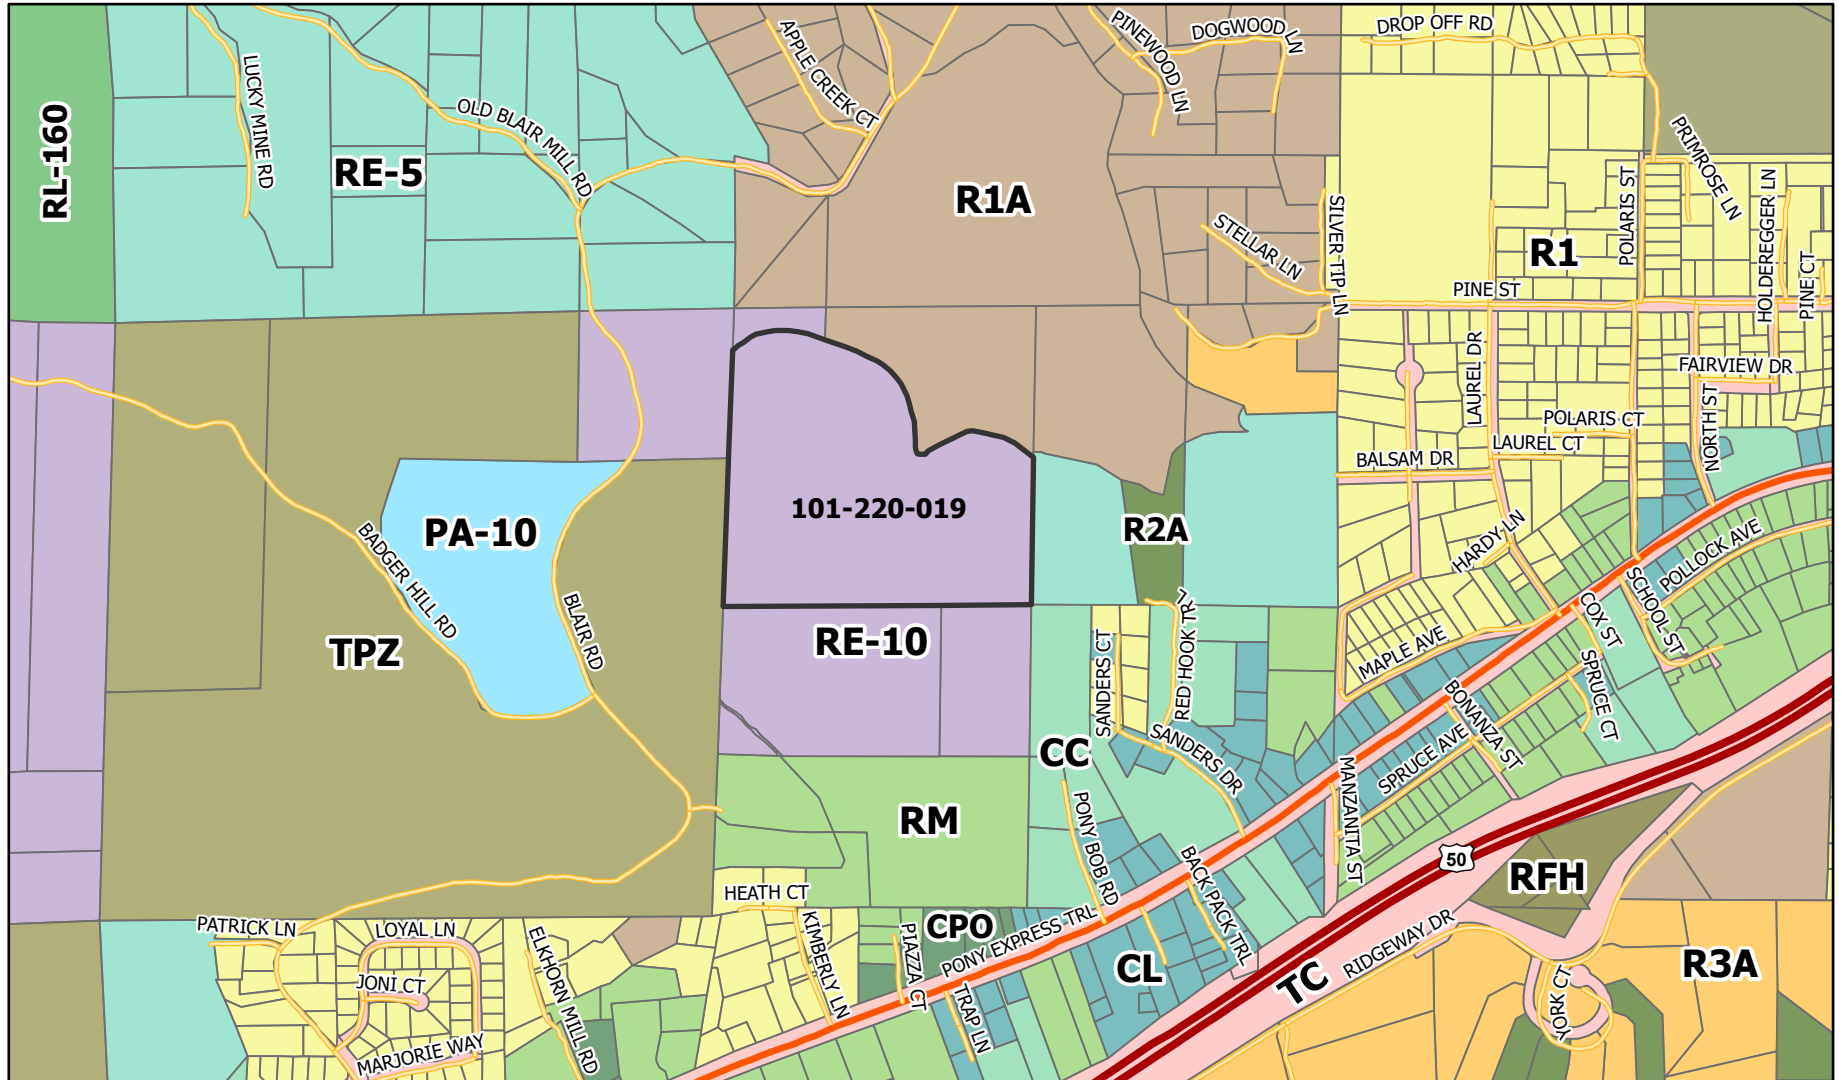 APPLE CREEK CT
PINEWOOD LN
DOGWOOD LN
DROP OFF RD
LUCKY MINE RD
OLD BLAIR MILL RD
RL-160
RE-5
R1A
PRIMROSE LN
POLARIS ST
HOLDEREGGER LN
PINE CT
SILVER TIP LN
STELLAR LN
R1
PINE ST
LAUREL DR
FAIRVIEW DR
NORTH ST
POLARIS CT
LAUREL CT
BALSAM DR
101-220-019
PA-10
R2A
HARDY LN
POLLOCK AVE
BADGER HILL RD
BLAIR RD
SCHOOL ST
COX ST
TPZ
RE-10
SANDERS CT
RED HOOK TRL
MAPLE AVE
SPRUCE CT
BONANZA ST
CC
SANDERS DR
SPRUCE AVE
MANZANITA ST
RM
PONY BOB RD
BACK PACK TRL
50
RFH
HEATH CT
PATRICK LN
LOYAL LN
KIMBERLY LN
PIAZZA CT
CPO
PONY EXPRESS TRL
ELKHORN MILL RD
RIDGEWAY DR
CL
TC
R3A
JONI CT
TRAP LN
YORK CT
MARJORIE WAY